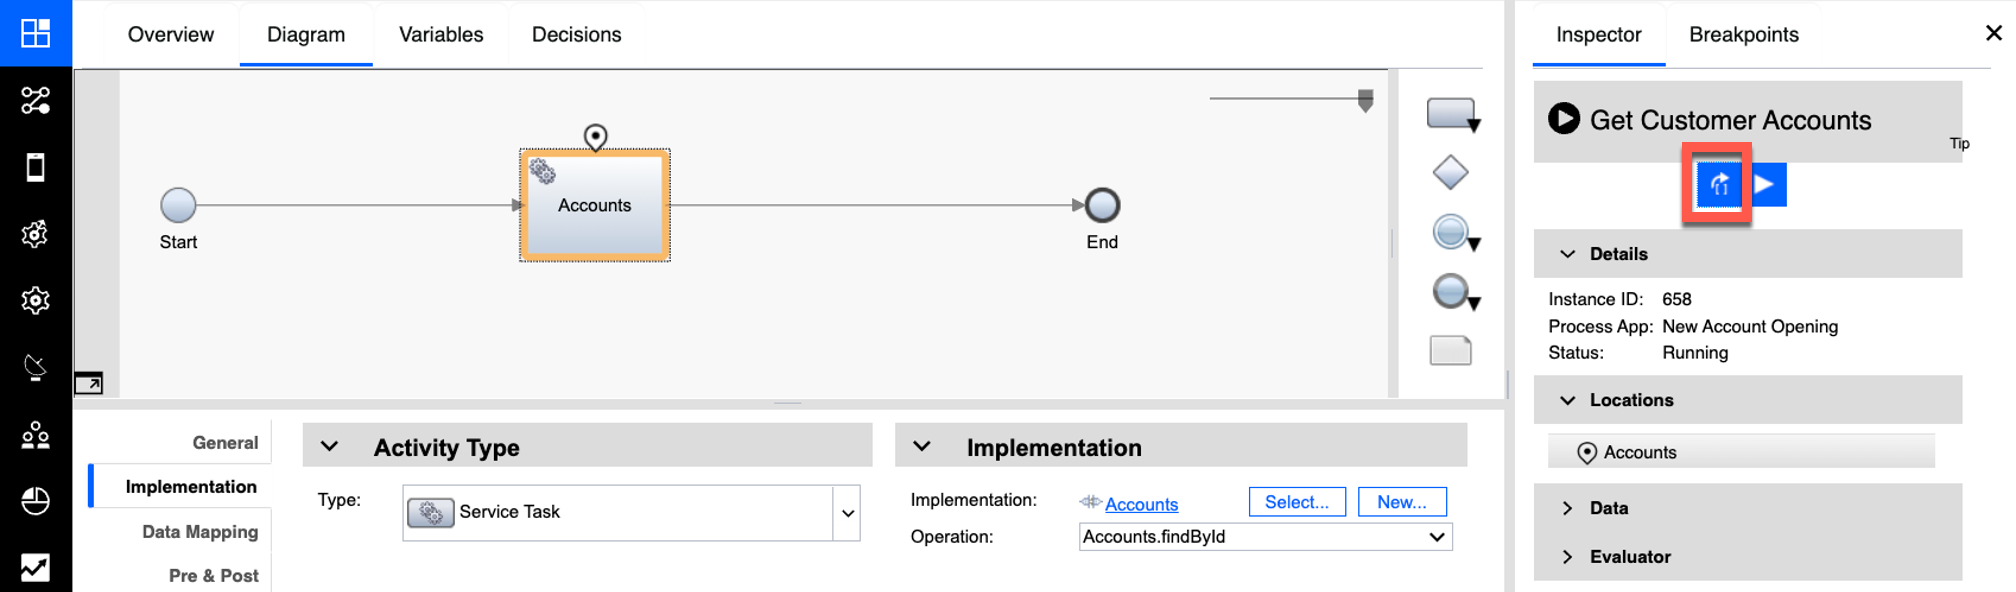 Overview Diagram Variables Decisions
Accounts
Start
End
General
Implementation
Data Mapping
Pre & Post
Activity Type
Type: Service Task
Implementation
Implementation: Accounts Select... New...
Operation: Accounts.findById
Inspector Breakpoints
Get Customer Accounts
Tip
Details
Instance ID: 658
Process App: New Account Opening
Status: Running
Locations
Accounts
Data
Evaluator